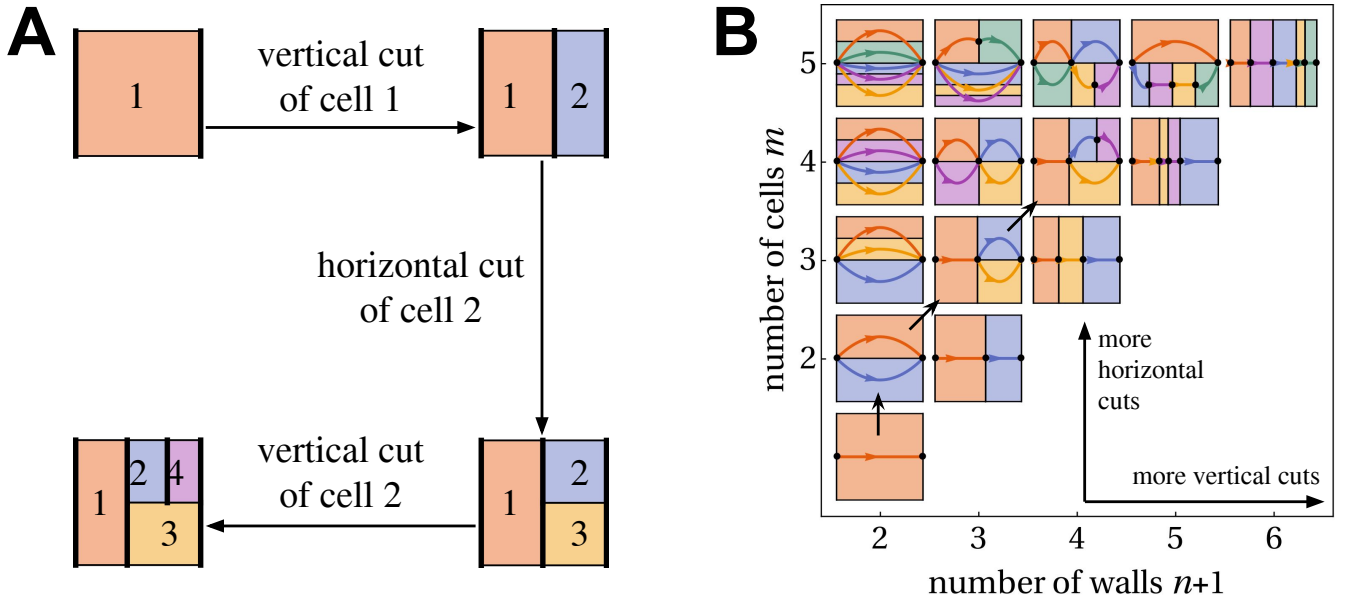 A
vertical cut
of cell 1
1
1
2
horizontal cut
of cell 2
vertical cut
of cell 2
1
2
4
3
1
2
3
B
number of cells m
5
4
3
2
more
horizontal
cuts
more vertical cuts
2
3
4
5
6
number of walls n+1